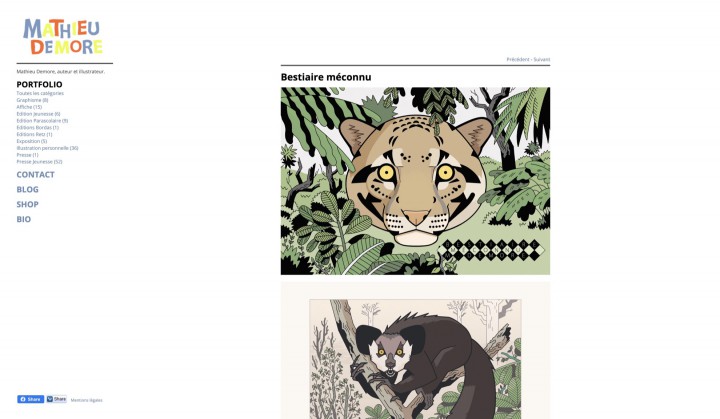 MATHIEU
DEMORE
Mathieu Demore, auteur et illustrateur.
PORTFOLIO
Toutes les catégories
Graphisme (8)
Affiche (15)
Edition Jeunesse (6)
Edition Parascolaire (9)
Editions Bordas (1)
Editions Retz (1)
Exposition (5)
Illustration personnelle (36)
Presse (1)
Presse Jeunesse (52)
CONTACT
BLOG
SHOP
BIO
Précédent - Suivant
Bestiaire méconnu
Share
Share
Mentions légales